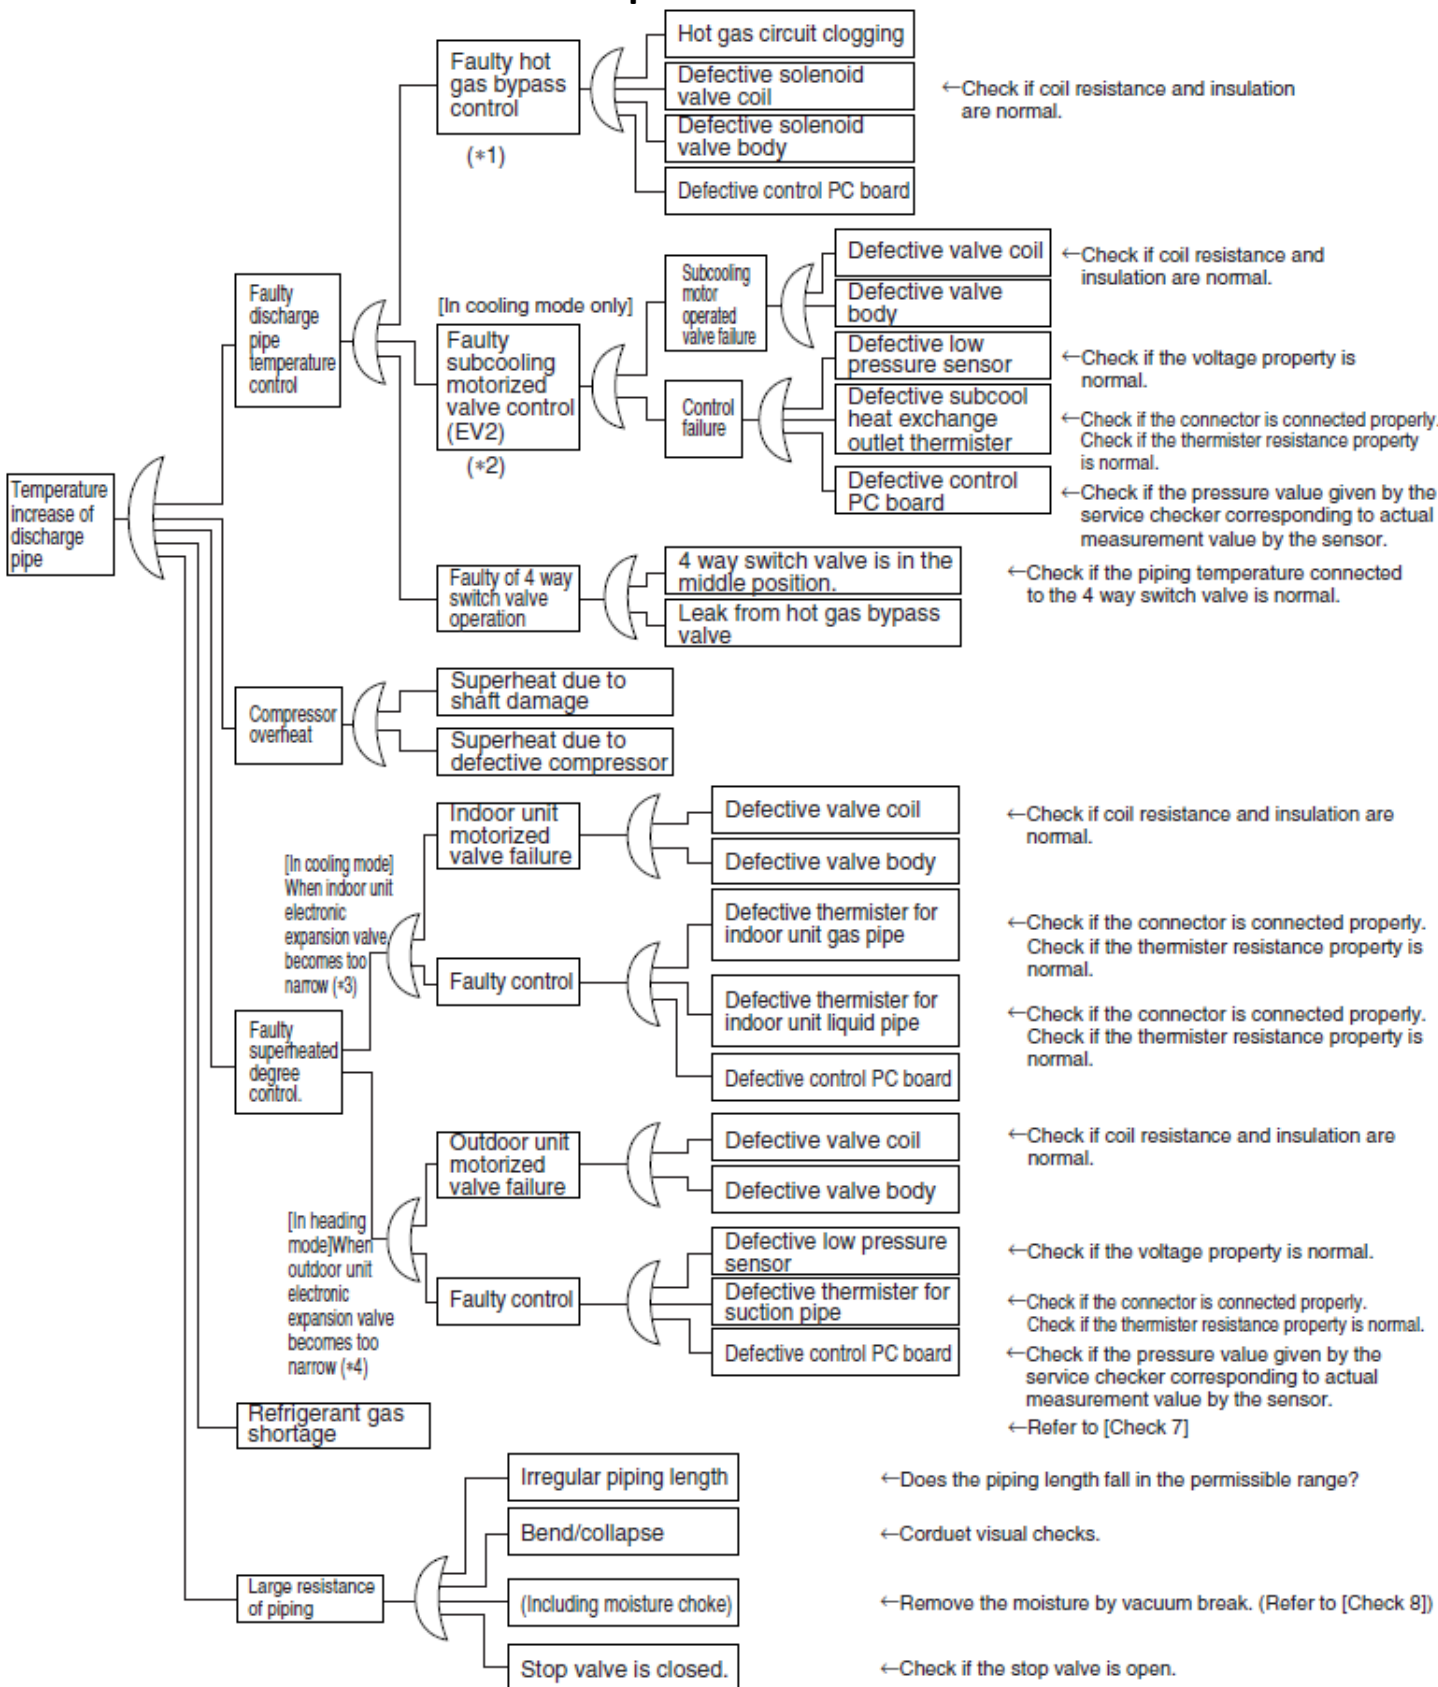 Hot gas circuit clogging
Faulty hot
gas bypass
control
(*1)
Defective solenoid
valve coil
←Check if coil resistance and insulation
are normal.
Defective solenoid
valve body
Defective control PC board
Faulty
discharge
pipe
temperature
control
[In cooling mode only]
Faulty
subcooling
motorized
valve control
(EV2)
(*2)
Subcooling
motor
operated
valve failure
Defective valve coil
←Check if coil resistance and
insulation are normal.
Defective valve
body
Control
failure
Defective low
pressure sensor
←Check if the voltage property is
normal.
Defective subcool
heat exchange
outlet thermister
←Check if the connector is connected properly.
Check if the thermister resistance property
is normal.
Defective control
PC board
←Check if the pressure value given by the
service checker corresponding to actual
measurement value by the sensor.
Temperature
increase of
discharge
pipe
Faulty of 4 way
switch valve
operation
4 way switch valve is in the
middle position.
←Check if the piping temperature connected
to the 4 way switch valve is normal.
Leak from hot gas bypass
valve
Compressor
overheat
Superheat due to
shaft damage
Superheat due to
defective compressor
[In cooling mode]
When indoor unit
electronic
expansion valve
becomes too
narrow (*3)
Indoor unit
motorized
valve failure
Defective valve coil
←Check if coil resistance and insulation are
normal.
Defective valve body
Faulty control
Defective thermister for
indoor unit gas pipe
←Check if the connector is connected properly.
Check if the thermister resistance property is
normal.
Defective thermister for
indoor unit liquid pipe
←Check if the connector is connected properly.
Check if the thermister resistance property is
normal.
Defective control PC board
Faulty
superheated
degree
control.
[In heading
mode]When
outdoor unit
electronic
expansion valve
becomes too
narrow (*4)
Outdoor unit
motorized
valve failure
Defective valve coil
←Check if coil resistance and insulation are
normal.
Defective valve body
Faulty control
Defective low pressure
sensor
←Check if the voltage property is normal.
Defective thermister for
suction pipe
←Check if the connector is connected properly.
Check if the thermister resistance property is normal.
Defective control PC board
←Check if the pressure value given by the
service checker corresponding to actual
measurement value by the sensor.
Refrigerant gas
shortage
←Refer to [Check 7]
Large resistance
of piping
Irregular piping length
←Does the piping length fall in the permissible range?
Bend/collapse
←Corduet visual checks.
(Including moisture choke)
←Remove the moisture by vacuum break. (Refer to [Check 8])
Stop valve is closed.
←Check if the stop valve is open.